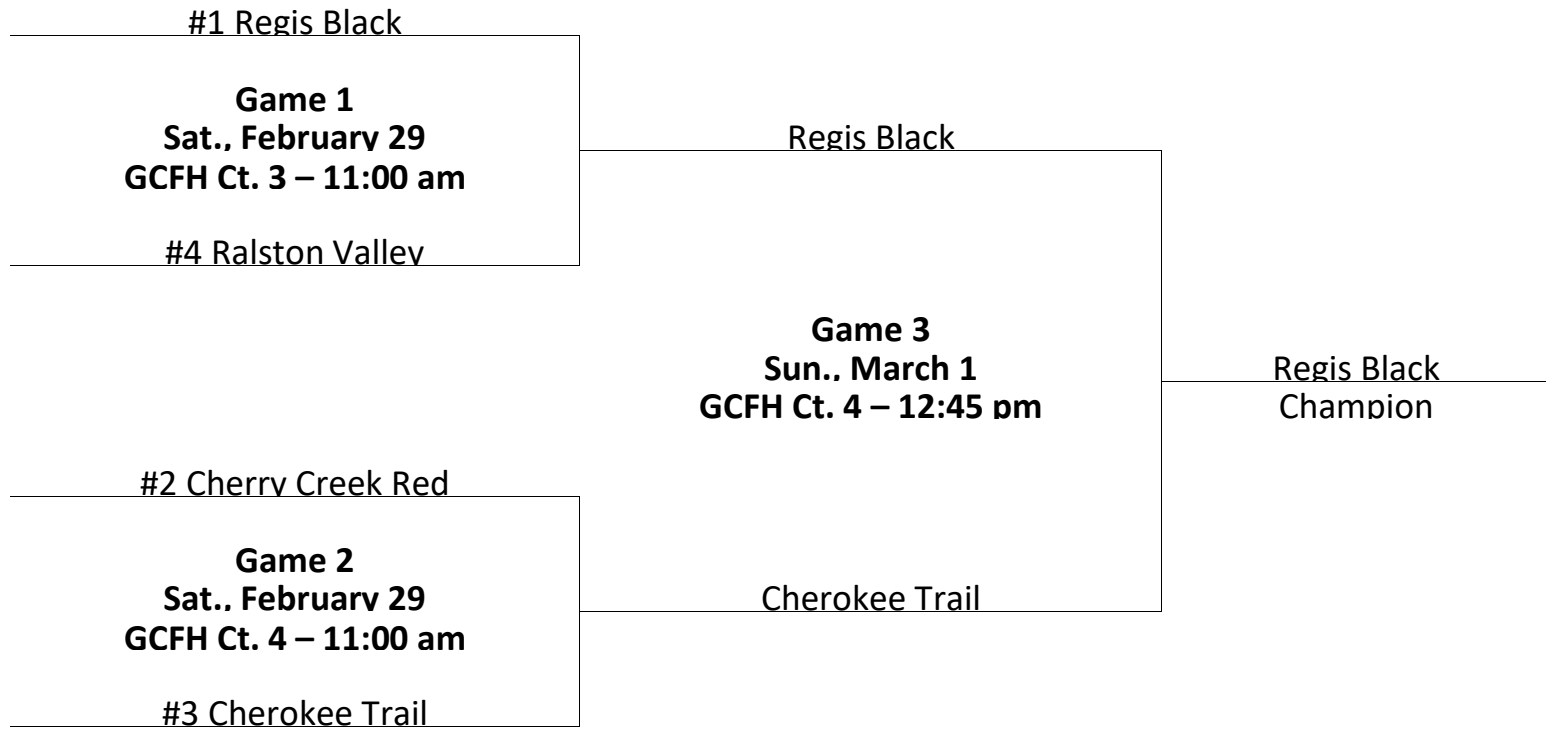 #1 Regis Black
Game 1
Sat., February 29
GCFH Ct. 3 – 11:00 am
#4 Ralston Valley
Regis Black
Game 3
Sun., March 1
GCFH Ct. 4 – 12:45 pm
Regis Black
Champion
#2 Cherry Creek Red
Game 2
Sat., February 29
GCFH Ct. 4 – 11:00 am
#3 Cherokee Trail
Cherokee Trail